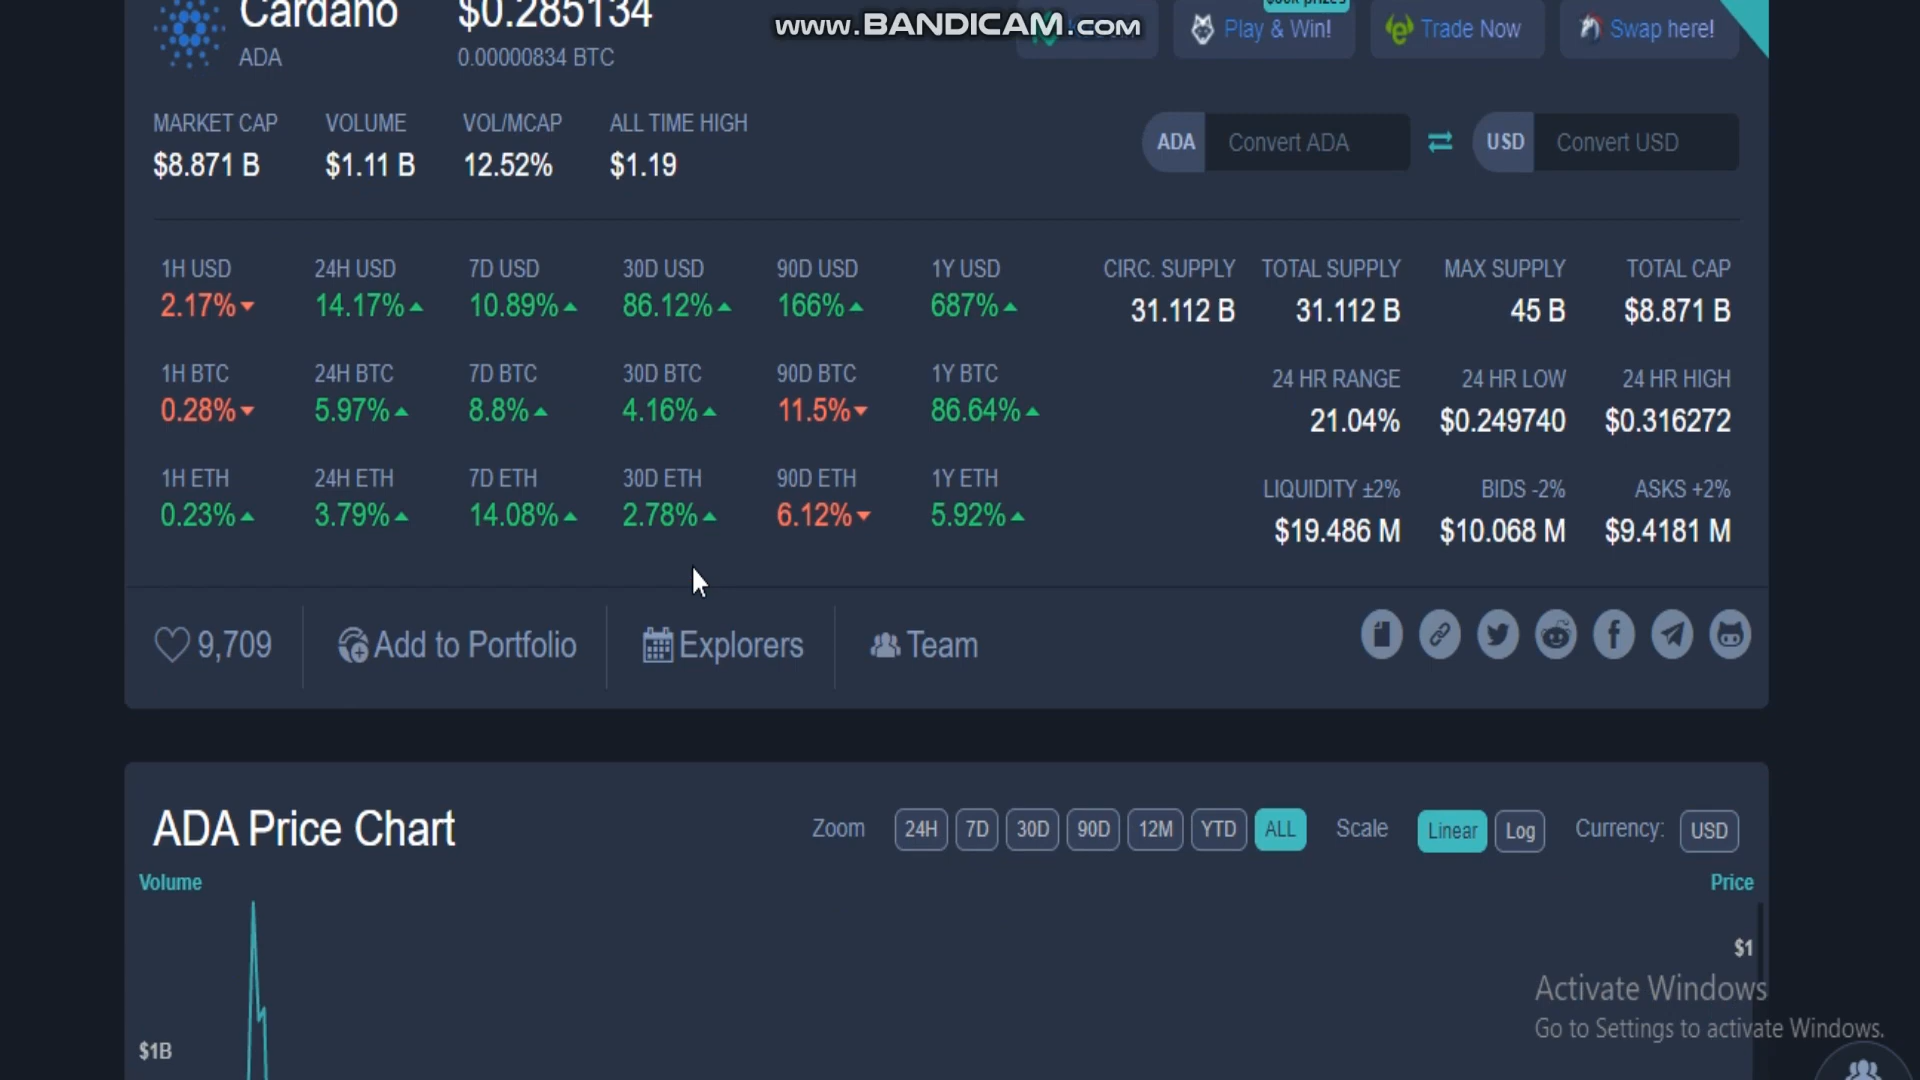 Cardano
$0.285134
www.BANDICAM.com
$50k prizes
Play & Win!
Trade Now
Swap here!
ADA
0.00000834 BTC
MARKET CAP
VOLUME
VOL/MCAP
ALL TIME HIGH
$8.871 B
$1.11 B
12.52%
$1.19
ADA
Convert ADA
USD
Convert USD
1H USD
24H USD
7D USD
30D USD
90D USD
1Y USD
2.17%
14.17%
10.89%
86.12%
166%
687%
1H BTC
24H BTC
7D BTC
30D BTC
90D BTC
1Y BTC
0.28%
5.97%
8.8%
4.16%
11.5%
86.64%
1H ETH
24H ETH
7D ETH
30D ETH
90D ETH
1Y ETH
0.23%
3.79%
14.08%
2.78%
6.12%
5.92%
CIRC. SUPPLY
TOTAL SUPPLY
MAX SUPPLY
TOTAL CAP
31.112 B
31.112 B
45 B
$8.871 B
24 HR RANGE
24 HR LOW
24 HR HIGH
21.04%
$0.249740
$0.316272
LIQUIDITY ±2%
BIDS -2%
ASKS +2%
$19.486 M
$10.068 M
$9.4181 M
9,709
Add to Portfolio
Explorers
Team
ADA Price Chart
Zoom
24H
7D
30D
90D
12M
YTD
ALL
Scale
Linear
Log
Currency:
USD
Volume
Price
$1
$1B
Activate Windows
Go to Settings to activate Windows.